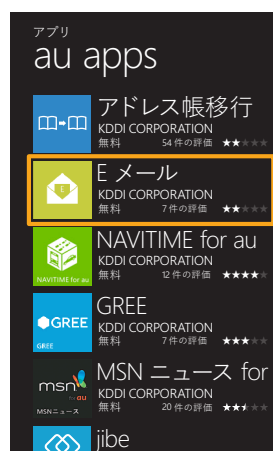 アプリ
au apps
アドレス帳移行
KDDI CORPORATION
無料 54 件の評価
E
E メール
KDDI CORPORATION
無料 7 件の評価
NAVITIME for au
NAVITIME for au
KDDI CORPORATION
無料 12 件の評価
GREE
GREE
GREE
KDDI CORPORATION
無料 7 件の評価
msn
for au
MSNニュース
MSN ニュース for
KDDI CORPORATION
無料 20 件の評価
jibe